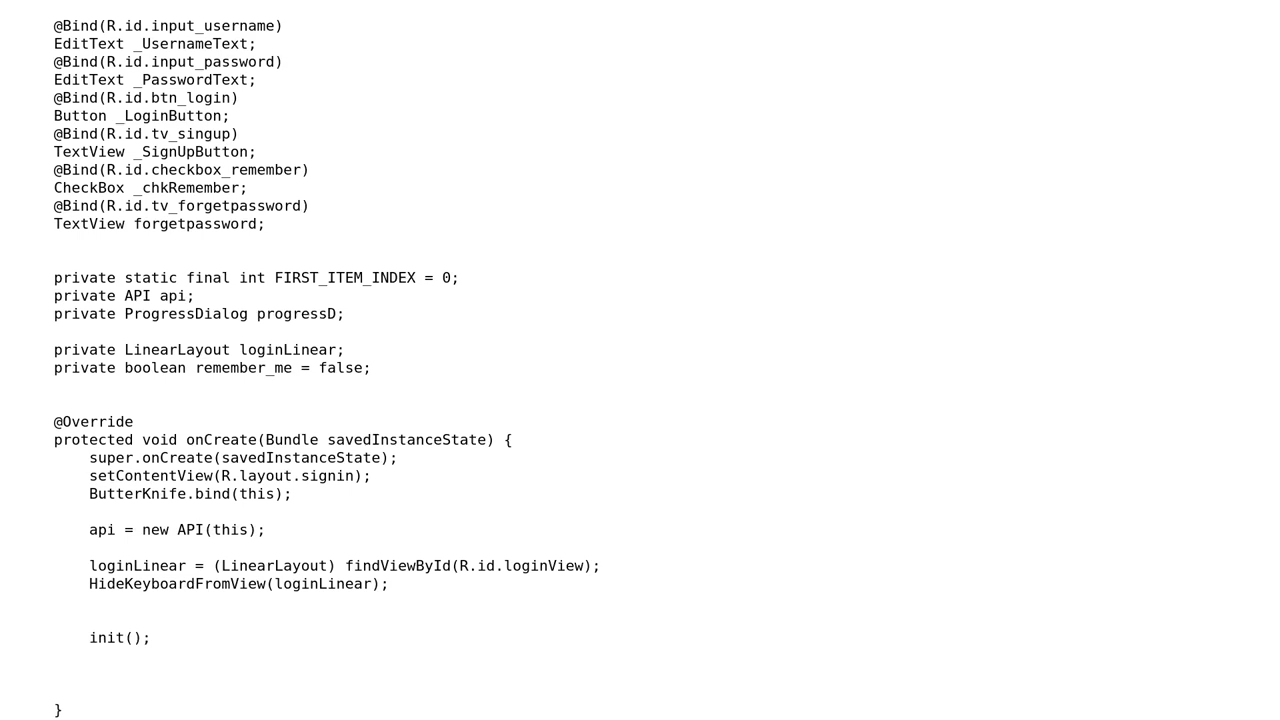 @Bind(R.id.input_username)
EditText _UsernameText;
@Bind(R.id.input_password)
EditText _PasswordText;
@Bind(R.id.btn_login)
Button _LoginButton;
@Bind(R.id.tv_singup)
TextView _SignUpButton;
@Bind(R.id.checkbox_remember)
CheckBox _chkRemember;
@Bind(R.id.tv_forgetpassword)
TextView forgetpassword;
private static final int FIRST_ITEM_INDEX = 0;
private API api;
private ProgressDialog progressD;
private LinearLayout loginLinear;
private boolean remember_me = false;
@Override
protected void onCreate(Bundle savedInstanceState) {
    super.onCreate(savedInstanceState);
    setContentView(R.layout.signin);
    ButterKnife.bind(this);
    api = new API(this);
    loginLinear = (LinearLayout) findViewById(R.id.loginView);
    HideKeyboardFromView(loginLinear);
    init();
}